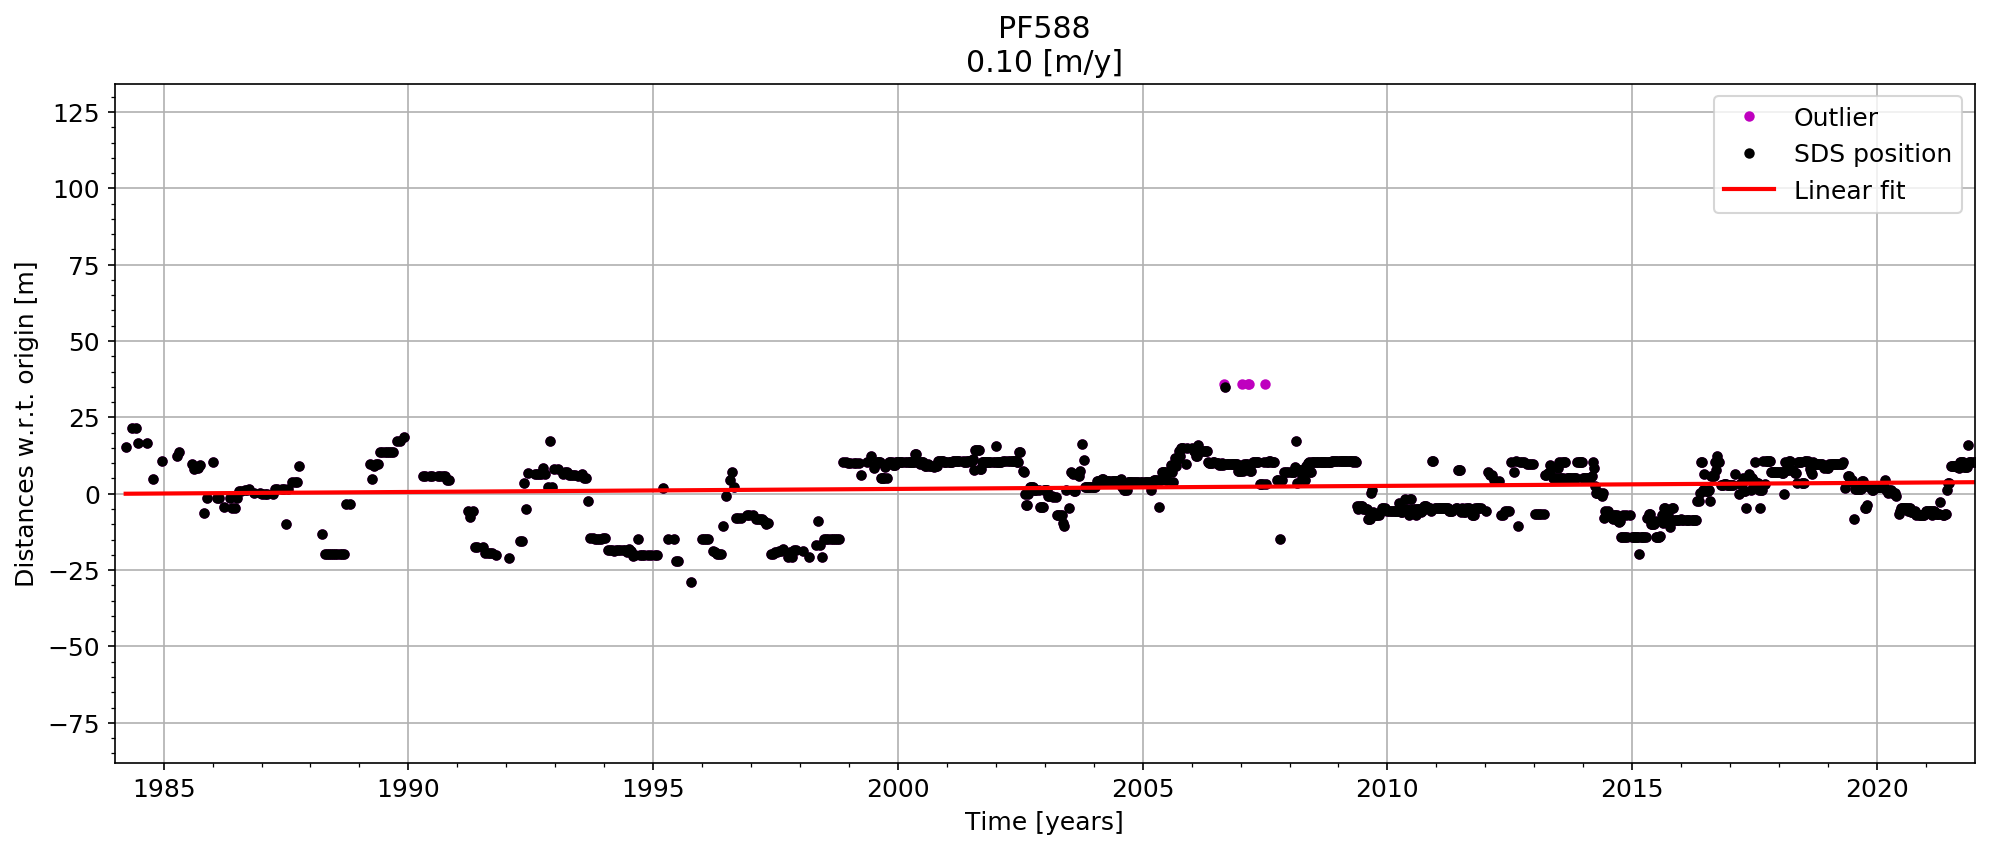 PF588
0.10 [m/y]
Outlier
SDS position
Linear fit
Distances w.r.t. origin [m]
125
100
75
50
25
0
−25
−50
−75
1985 1990 1995 2000 2005 2010 2015 2020
Time [years]